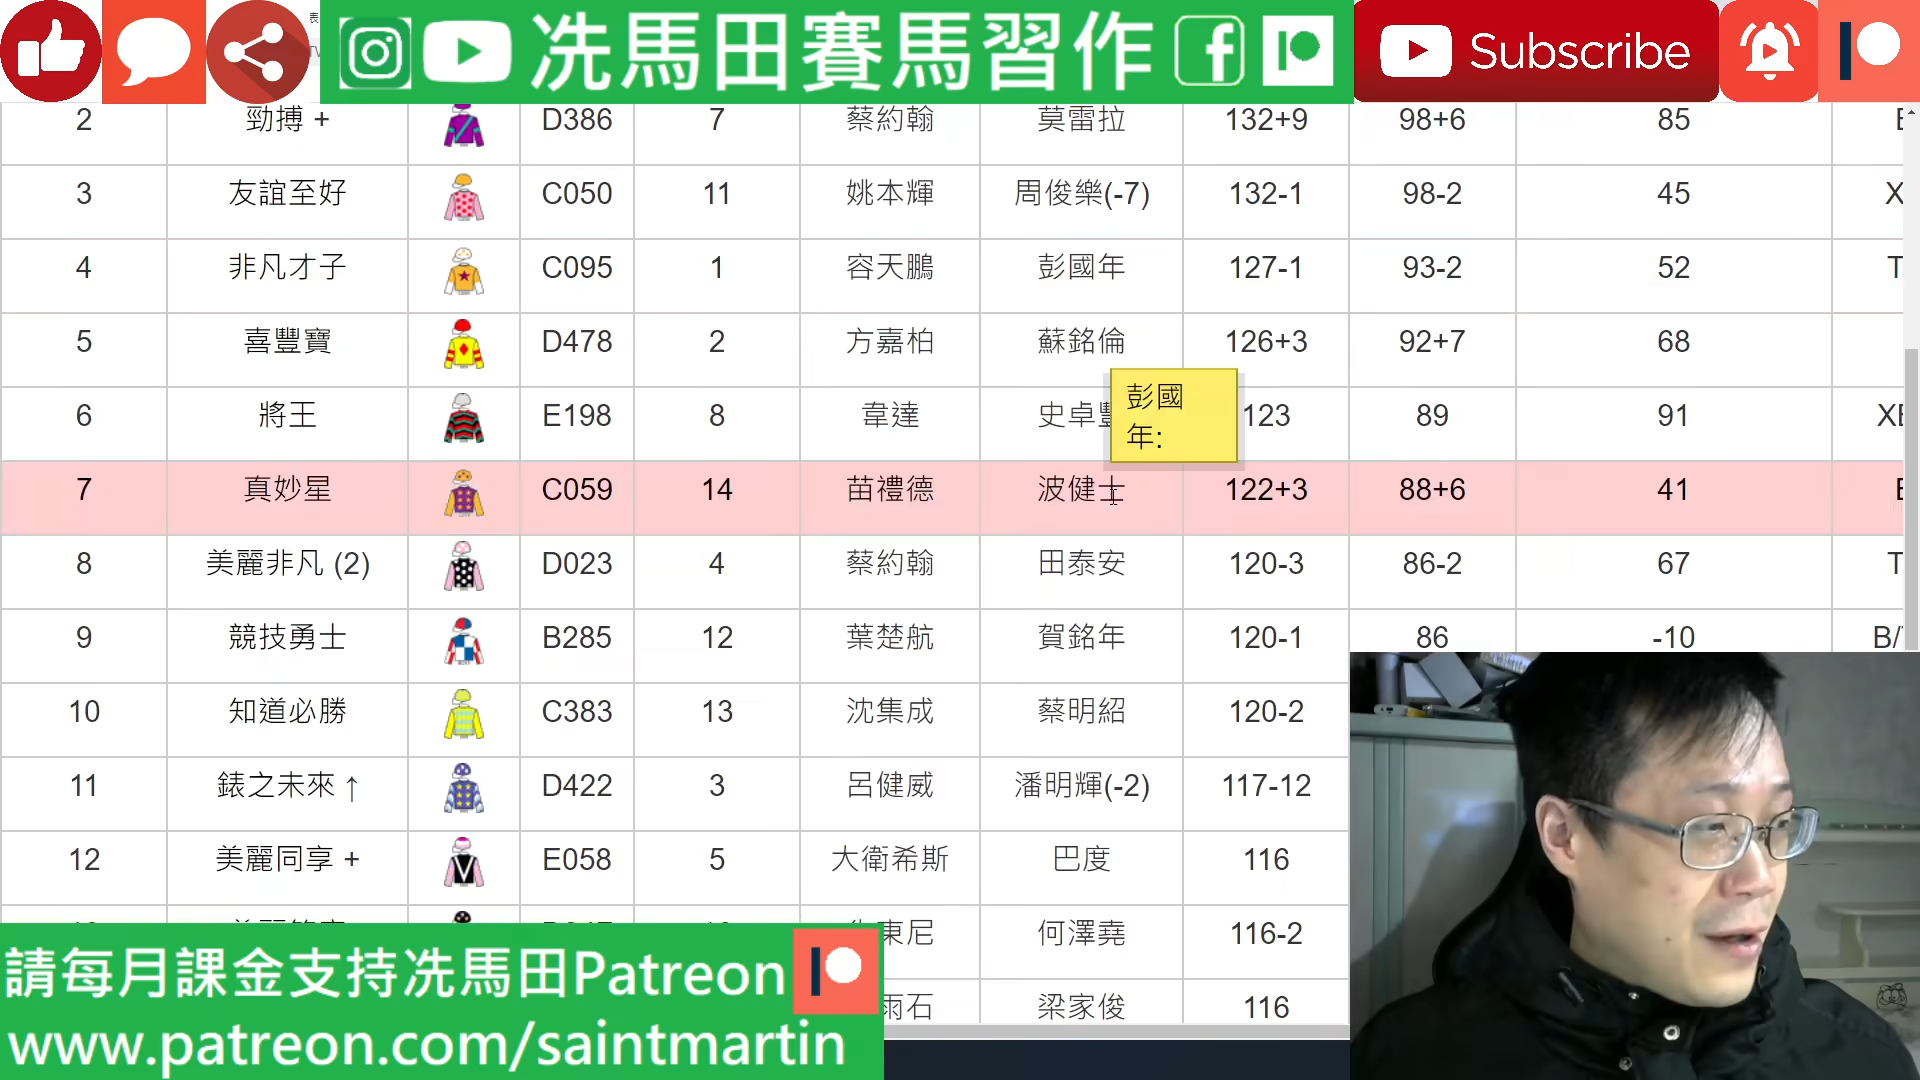 冼馬田賽馬習作
Subscribe
2 勁搏 + D386 7 蔡約翰 莫雷拉 132+9 98+6 85
3 友誼至好 C050 11 姚本輝 周俊樂(-7) 132-1 98-2 45 X
4 非凡才子 C095 1 容天鵬 彭國年 127-1 93-2 52 T
5 喜豐寶 D478 2 方嘉柏 蘇銘倫 126+3 92+7 68
彭國
年:
6 將王 E198 8 韋達 史卓 123 89 91 XE
7 真妙星 C059 14 苗禮德 波健士 122+3 88+6 41
8 美麗非凡 (2) D023 4 蔡約翰 田泰安 120-3 86-2 67 T
9 競技勇士 B285 12 葉楚航 賀銘年 120-1 86 -10 B/
10 知道必勝 C383 13 沈集成 蔡明紹 120-2
11 錶之未來 ↑ D422 3 呂健威 潘明輝(-2) 117-12
12 美麗同享 + E058 5 大衛希斯 巴度 116
東尼 何澤堯 116-2
雨石 梁家俊 116
請每月課金支持冼馬田Patreon
www.patreon.com/saintmartin